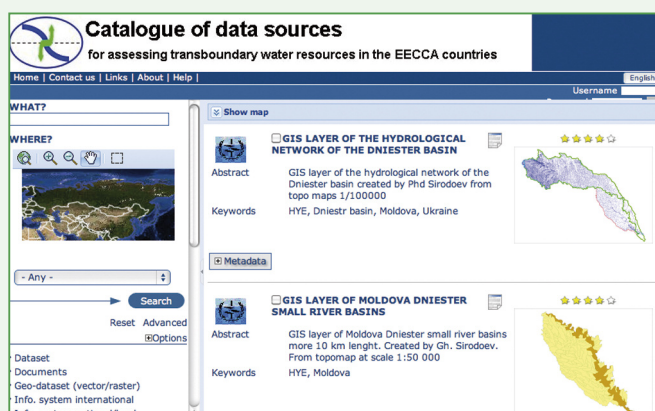 Catalogue of data sources
for assessing transboundary water resources in the EECCA countries
Home | Contact us | Links | About | Help |
English
Username
WHAT?
WHERE?
- Any -
Search
Reset Advanced
Options
Dataset
Documents
Geo-dataset (vector/raster)
Info. system international
Show map
GIS LAYER OF THE HYDROLOGICAL
NETWORK OF THE DNIESTER BASIN
Abstract GIS layer of the hydrological network of the
Dniester basin created by Phd Sirodoev from
topo maps 1/100000
Keywords HYE, Dniestr basin, Moldova, Ukraine
Metadata
GIS LAYER OF MOLDOVA DNIESTER
SMALL RIVER BASINS
Abstract GIS layer of Moldova Dniester small river basins
more 10 km lenght. Created by Gh. Sirodoev.
From topomap at scale 1:50 000
Keywords HYE, Moldova